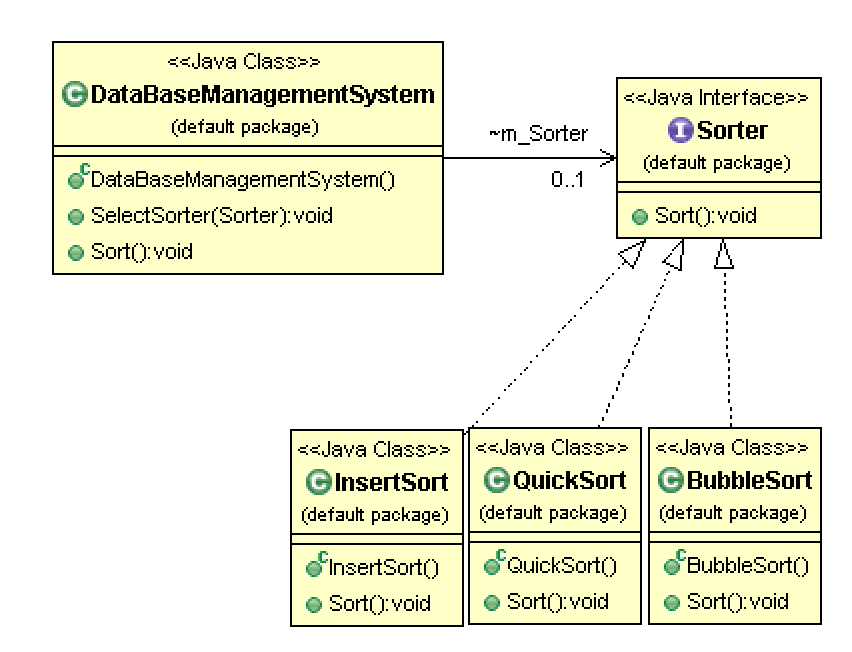 <<Java Class>>
C DataBaseManagementSystem
(default package)
C DataBaseManagementSystem()
SelectSorter(Sorter):void
Sort():void
~m_Sorter
0..1
<<Java Interface>>
I Sorter
(default package)
Sort():void
<<Java Class>>
C InsertSort
(default package)
C InsertSort()
Sort():void
<<Java Class>>
C QuickSort
(default package)
C QuickSort()
Sort():void
<<Java Class>>
C BubbleSort
(default package)
C BubbleSort()
Sort():void